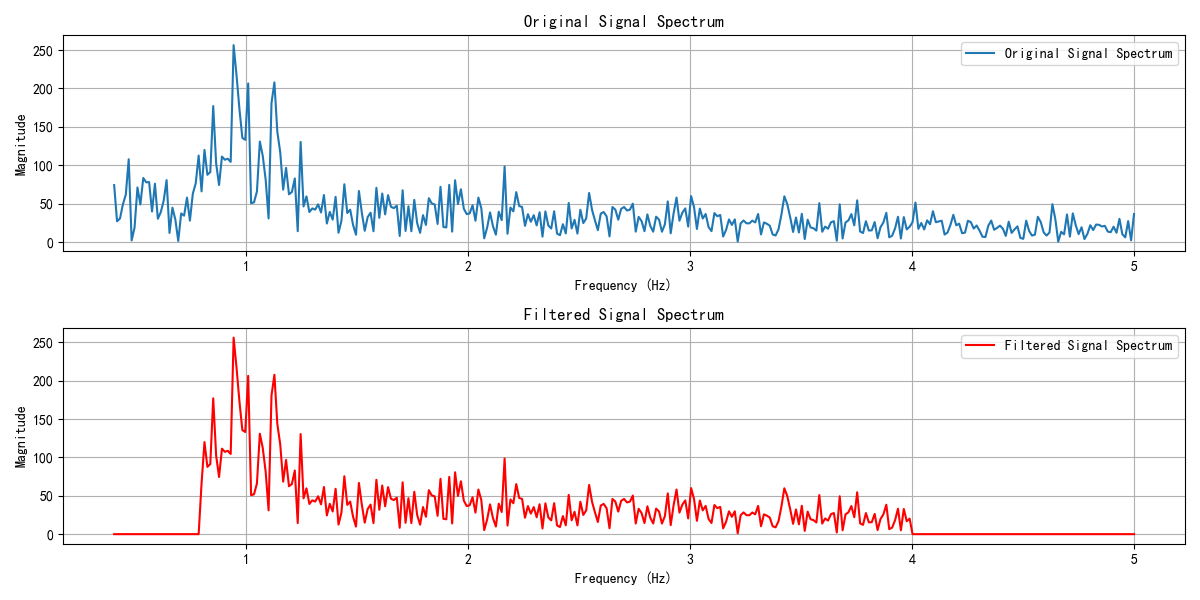 Original Signal Spectrum
250
200
150
100
50
0
Magnitude
Original Signal Spectrum
1
2
3
4
5
Frequency (Hz)
Filtered Signal Spectrum
250
200
150
100
50
0
Magnitude
Filtered Signal Spectrum
1
2
3
4
5
Frequency (Hz)